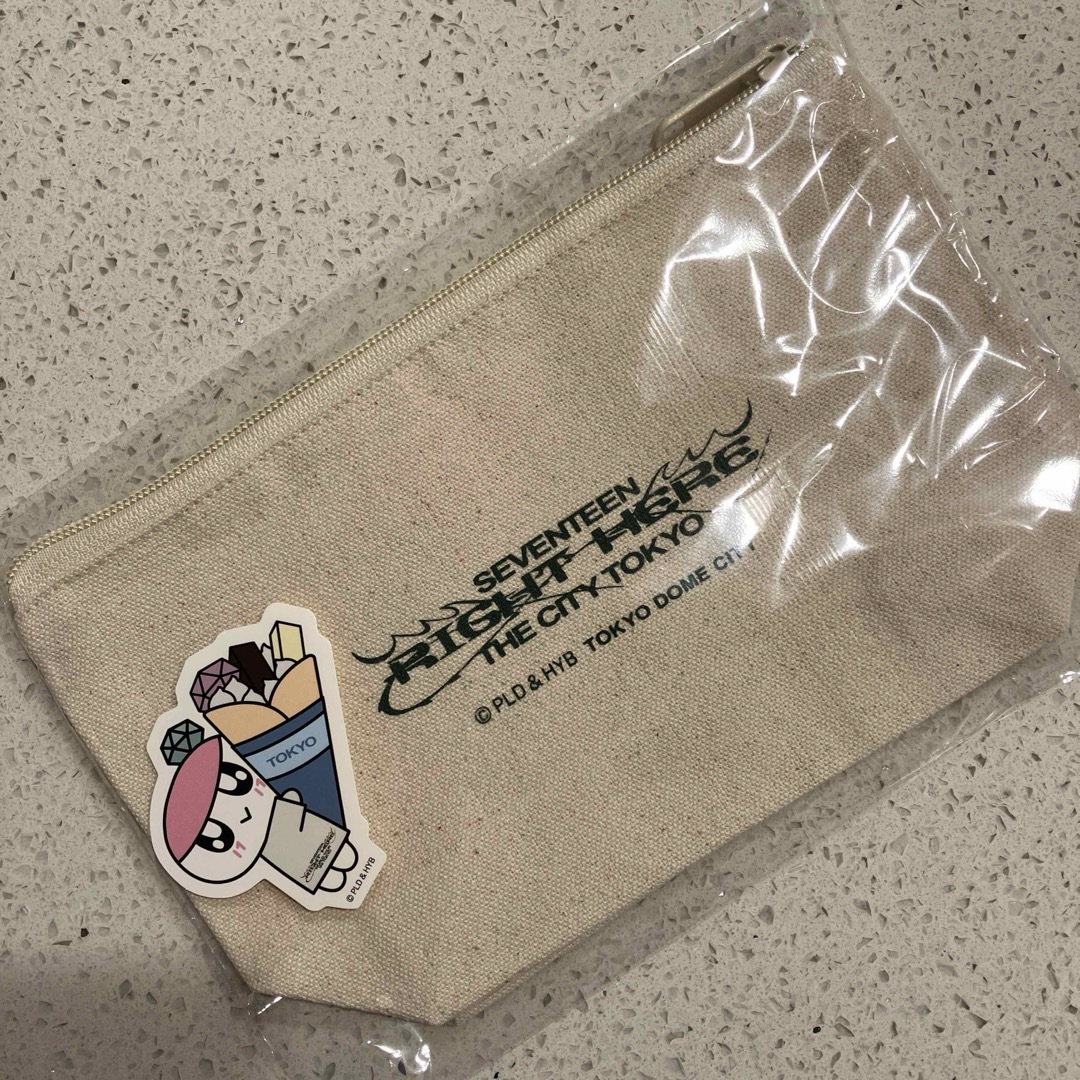 SEVENTEEN
RIGHT HERE
THE CITY TOKYO
© PLD & HYB TOKYO DOME CITY
TOKYO
© PLD & HYB